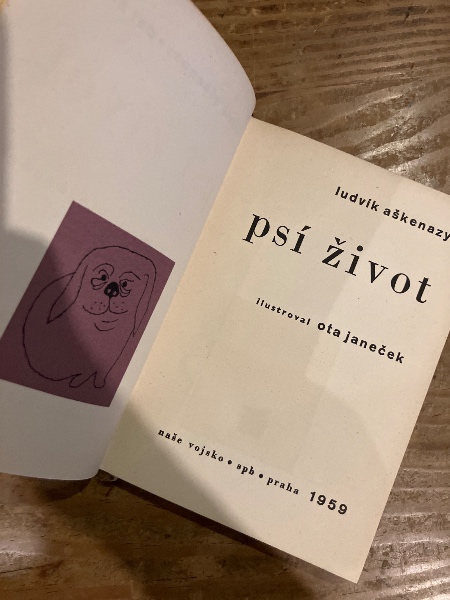 ludvík aškenazy
psí život
ilustroval ota janeček
naše vojsko • spb • praha 1959